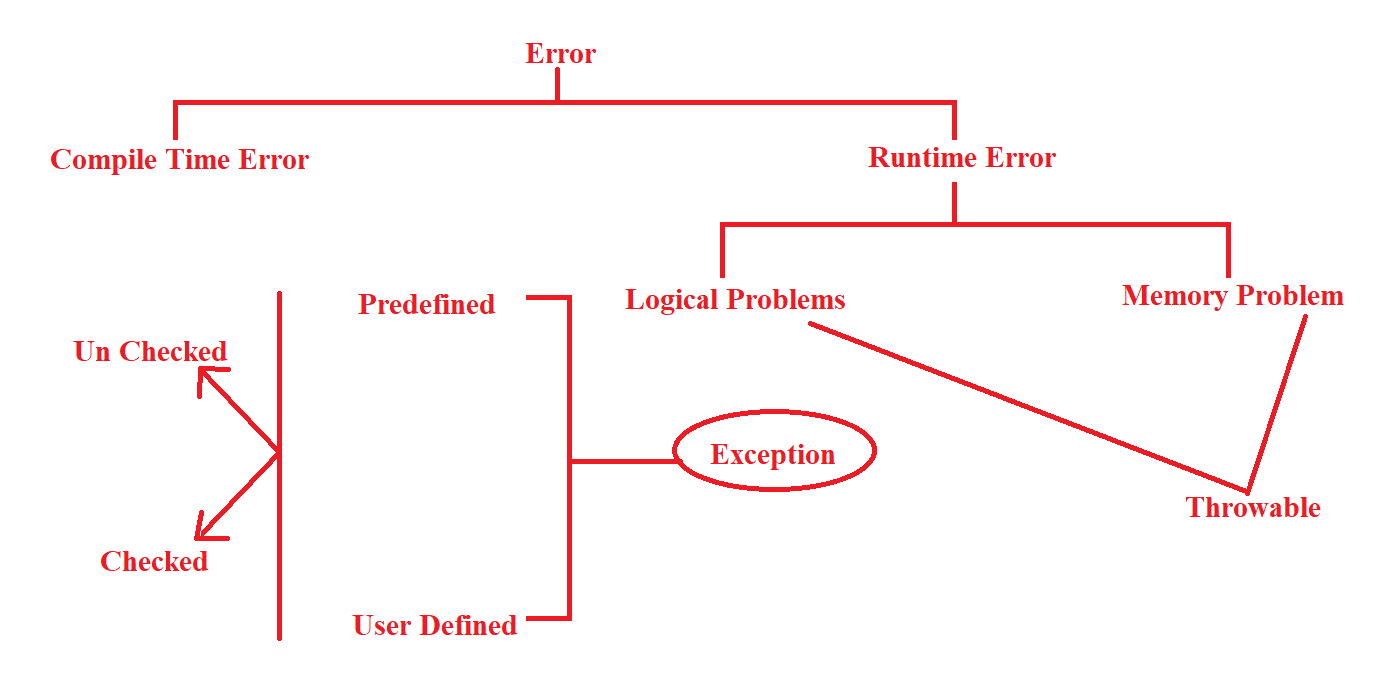 Error
Compile Time Error
Runtime Error
Logical Problems
Memory Problem
Predefined
Un Checked
Exception
Throwable
Checked
User Defined